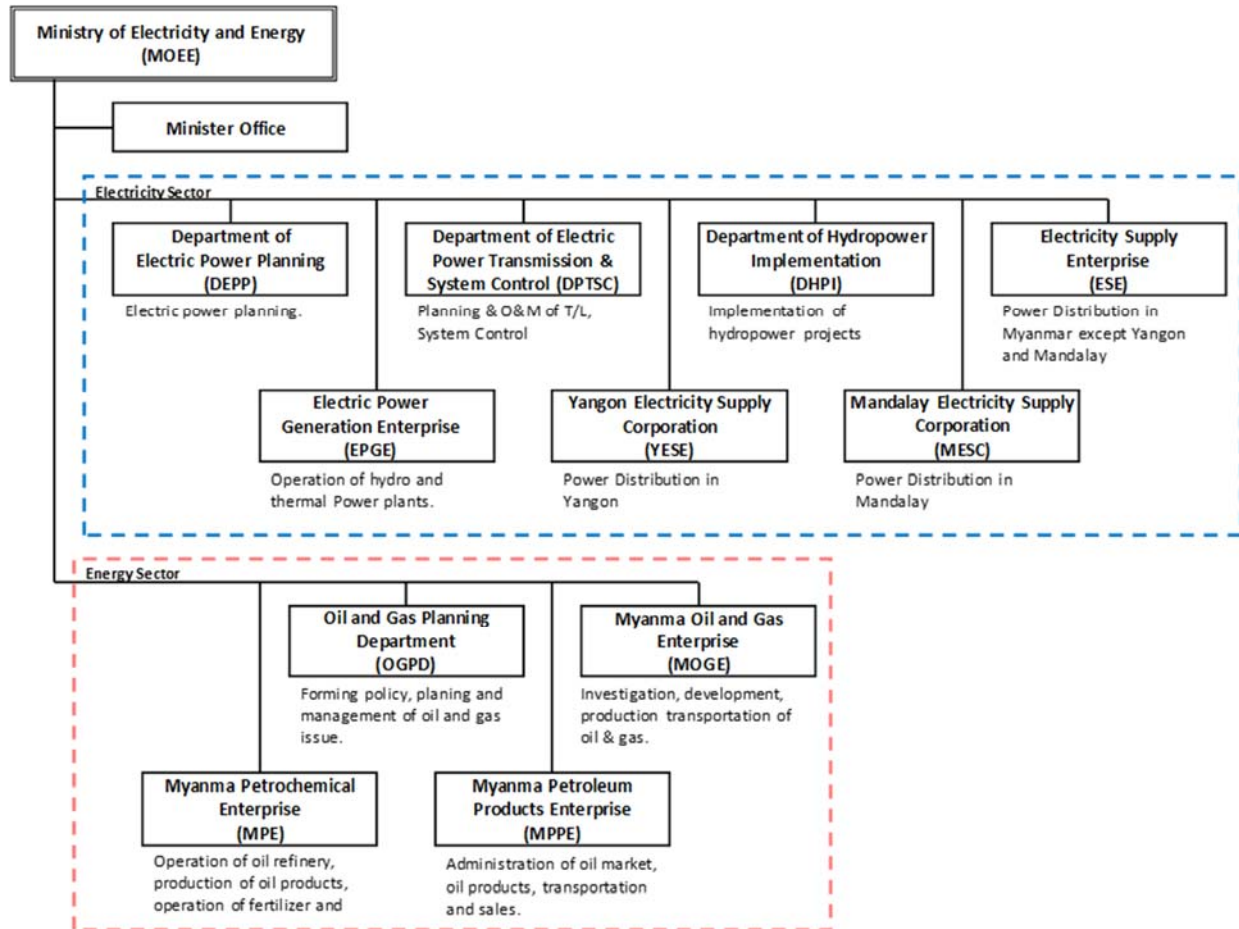 Ministry of Electricity and Energy
(MOEE)
Minister Office
Electricity Sector
Department of
Electric Power Planning
(DEPP)
Electric power planning.
Department of Electric
Power Transmission &
System Control (DPTSC)
Planning & O&M of T/L,
System Control
Department of Hydropower
Implementation
(DHPI)
Implementation of
hydropower projects
Electricity Supply
Enterprise
(ESE)
Power Distribution in
Myanmar except Yangon
and Mandalay
Electric Power
Generation Enterprise
(EPGE)
Operation of hydro and
thermal Power plants.
Yangon Electricity Supply
Corporation
(YESE)
Power Distribution in
Yangon
Mandalay Electricity Supply
Corporation
(MESC)
Power Distribution in
Mandalay
Energy Sector
Oil and Gas Planning
Department
(OGPD)
Forming policy, planing and
management of oil and gas
issue.
Myanma Oil and Gas
Enterprise
(MOGE)
Investigation, development,
production transportation of
oil & gas.
Myanma Petrochemical
Enterprise
(MPE)
Operation of oil refinery,
production of oil products,
operation of fertilizer and
Myanma Petroleum
Products Enterprise
(MPPE)
Administration of oil market,
oil products, transportation
and sales.